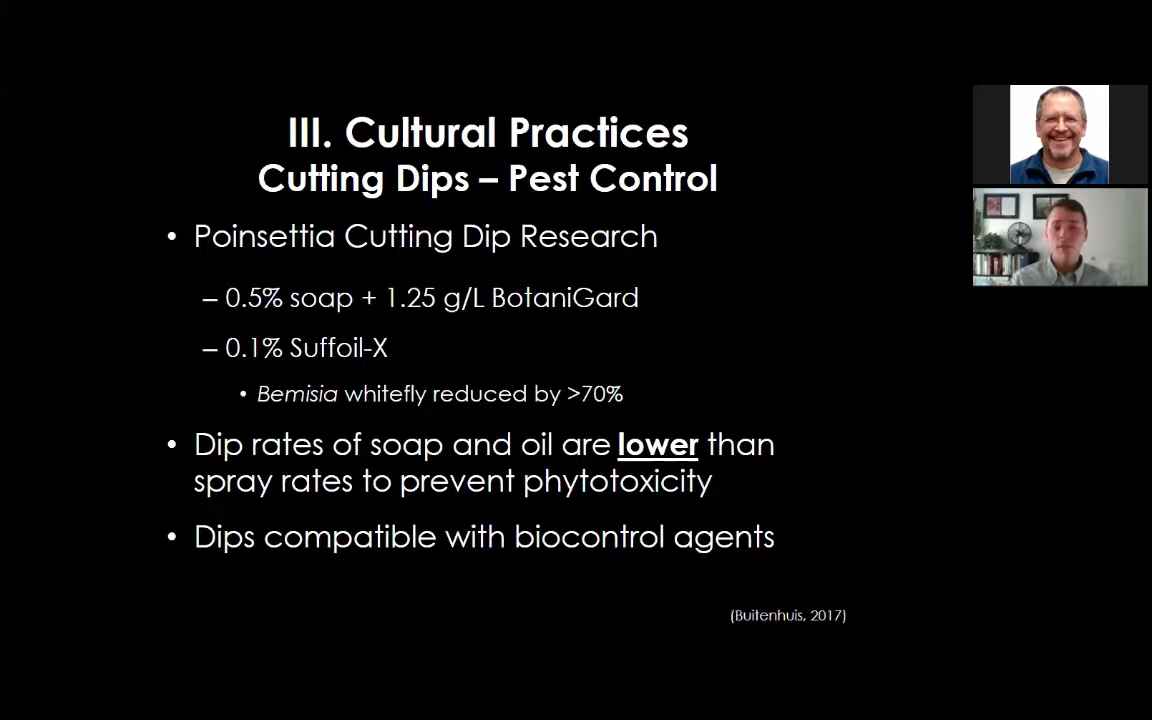 III. Cultural Practices
Cutting Dips – Pest Control
• Poinsettia Cutting Dip Research
– 0.5% soap + 1.25 g/L BotaniGard
– 0.1% Suffoil-X
• Bemisia whitefly reduced by >70%
• Dip rates of soap and oil are lower than
spray rates to prevent phytotoxicity
• Dips compatible with biocontrol agents
(Buitenhuis, 2017)